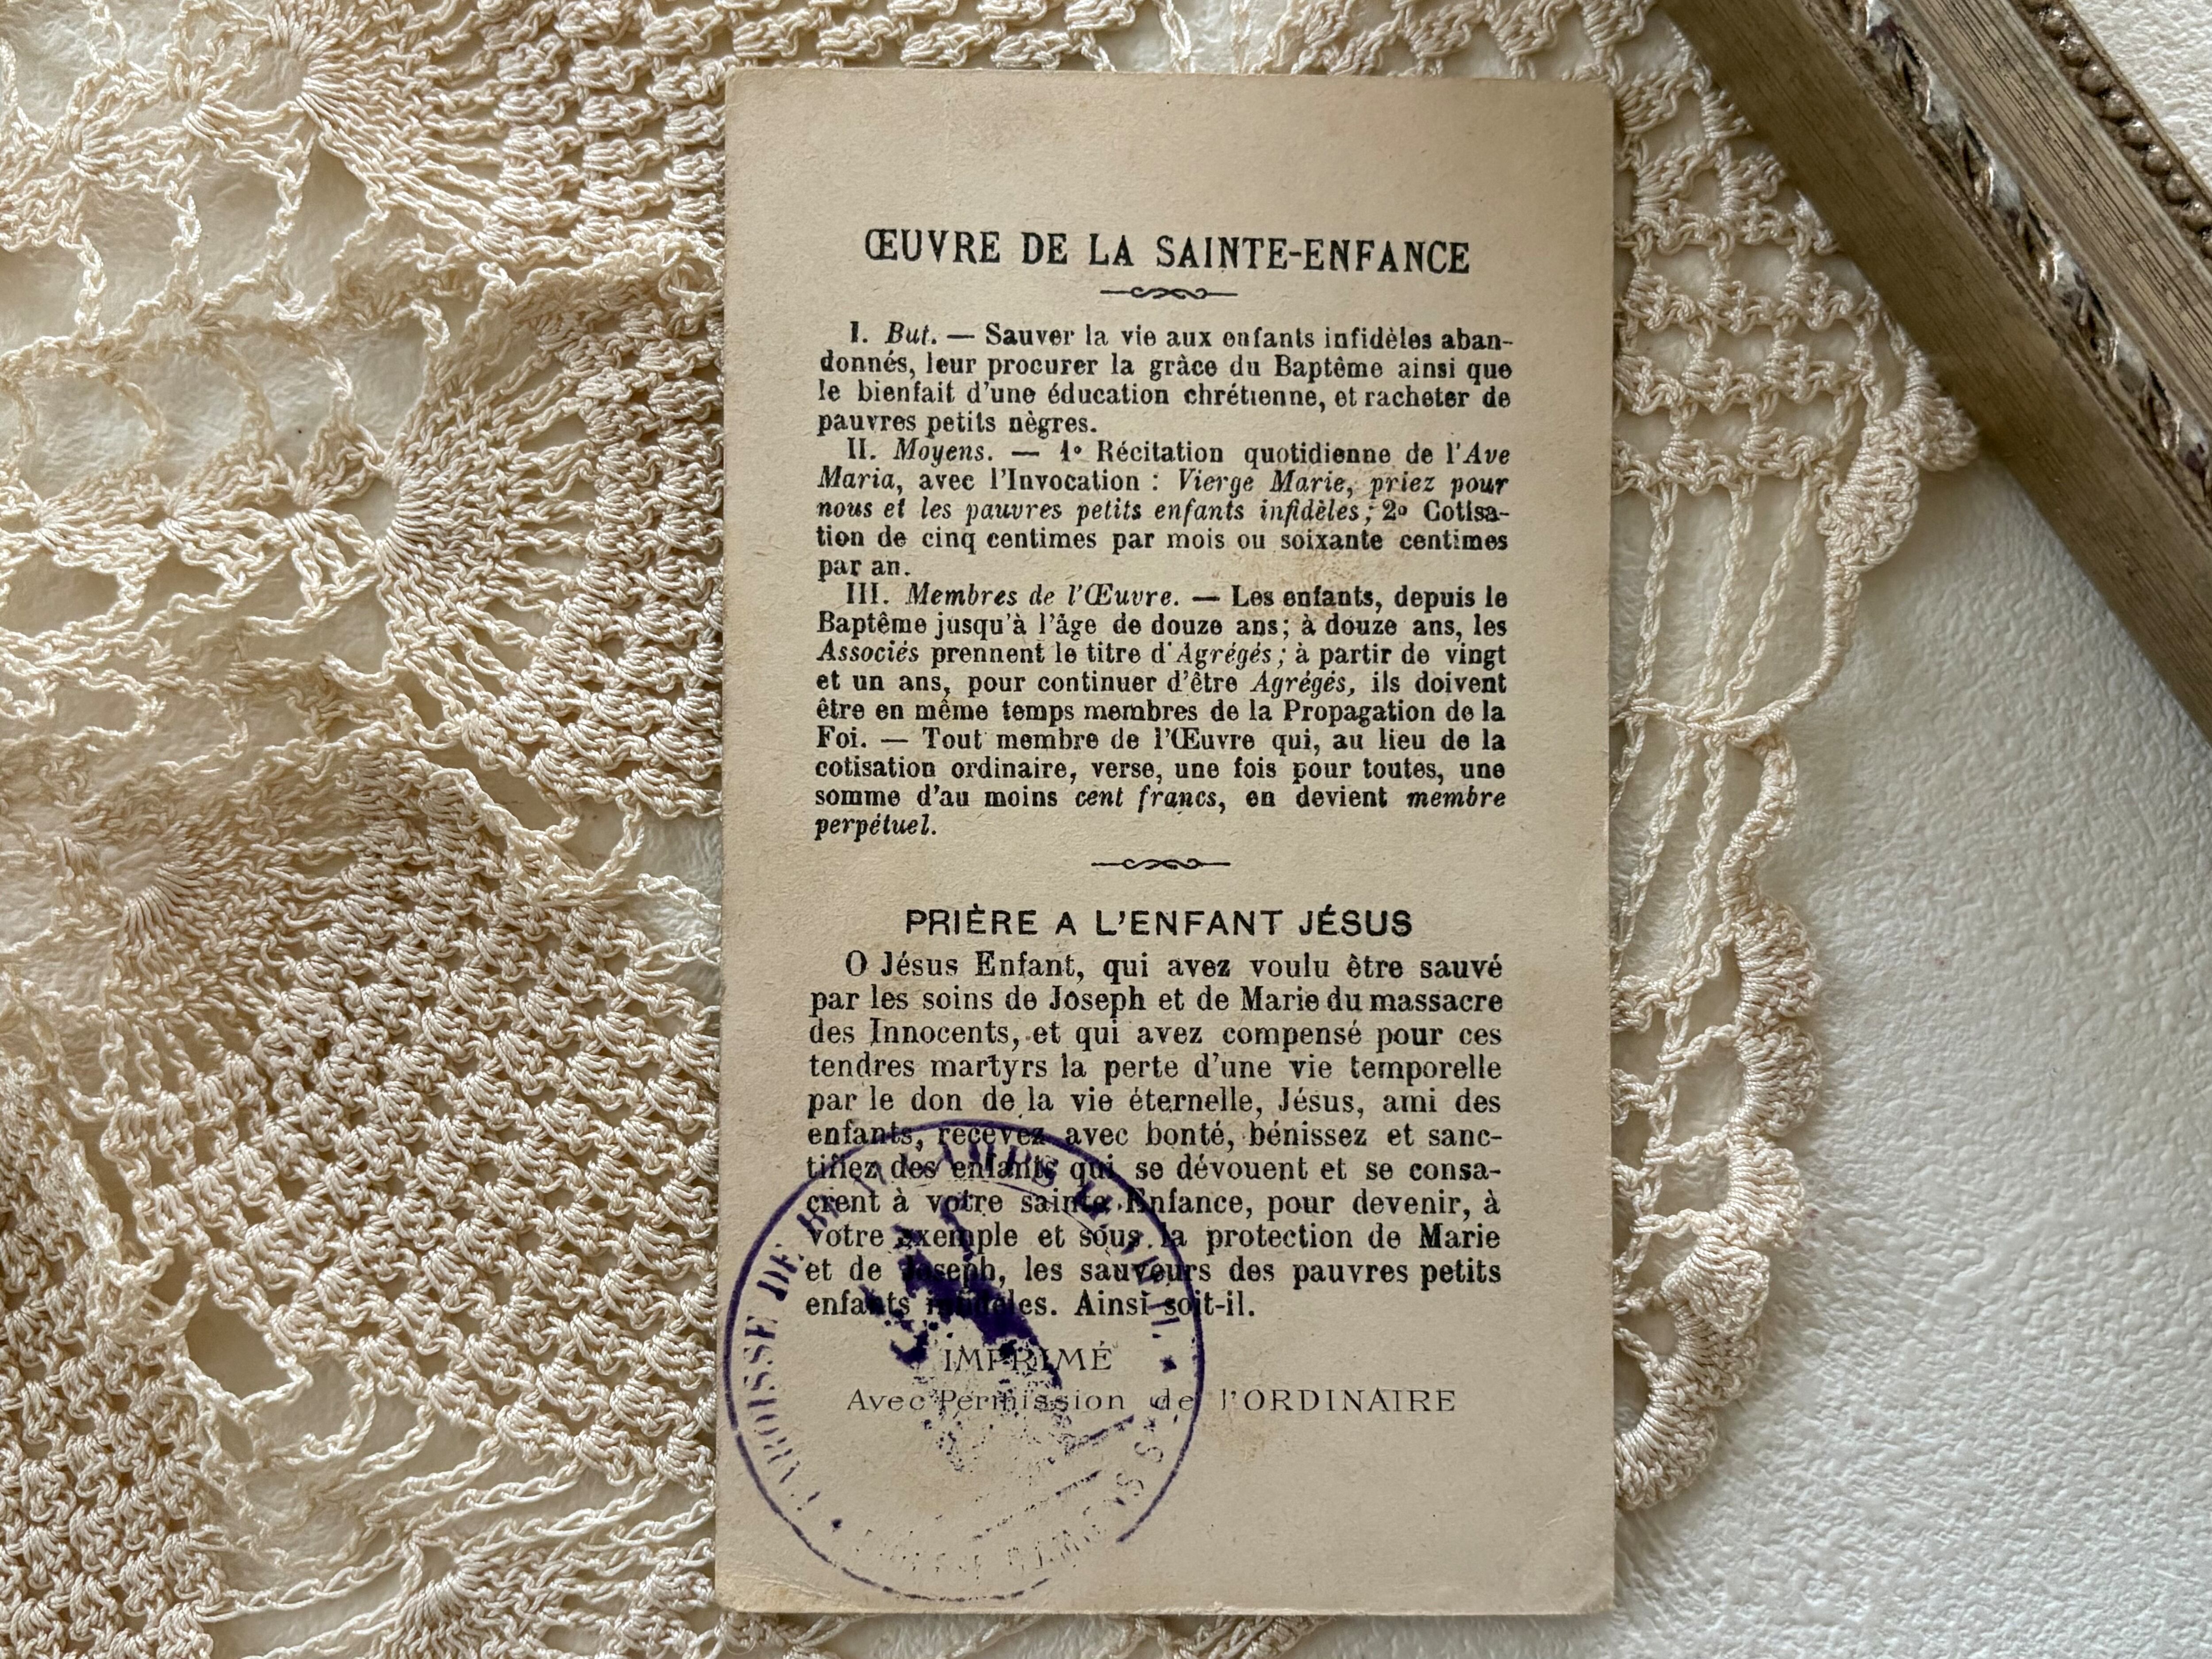 ŒUVRE DE LA SAINTE-ENFANCE
I. But. — Sauver la vie aux enfants infidèles aban-
donnés, leur procurer la grâce du Baptême ainsi que
le bienfait d'une éducation chrétienne, et racheter de
pauvres petits nègres.
II. Moyens. — 1º Récitation quotidienne de l'Ave
Maria, avec l'Invocation : Vierge Marie, priez pour
nous et les pauvres petits enfants infidèles; 2º Cotisa-
tion de cinq centimes par mois ou soixante centimes
par an.
III. Membres de l'Œuvre. — Les enfants, depuis le
Baptême jusqu'à l'âge de douze ans; à douze ans, les
Associés prennent le titre d'Agrégés; à partir de vingt
et un ans, pour continuer d'être Agrégés, ils doivent
être en même temps membres de la Propagation de la
Foi. — Tout membre de l'Œuvre qui, au lieu de la
cotisation ordinaire, verse, une fois pour toutes, une
somme d'au moins cent francs, en devient membre
perpétuel.
PRIÈRE A L'ENFANT JÉSUS
O Jésus Enfant, qui avez voulu être sauvé
par les soins de Joseph et de Marie du massacre
des Innocents, et qui avez compensé pour ces
tendres martyrs la perte d'une vie temporelle
par le don de la vie éternelle, Jésus, ami des
enfants, recevez avec bonté, bénissez et sanc-
tifiez des enfants qui se dévouent et se consa-
crent à votre sainte Enfance, pour devenir, à
votre exemple et sous la protection de Marie
et de Joseph, les sauveurs des pauvres petits
enfants infidèles. Ainsi soit-il.
IMPRIMÉ
Avec Permission de l'ORDINAIRE
PAROISSE DE